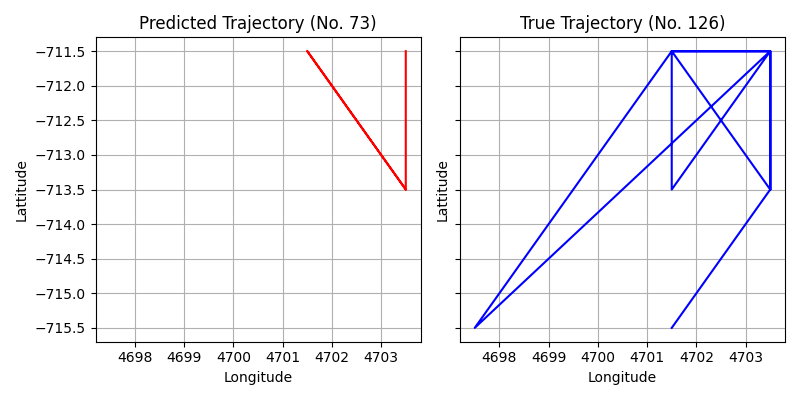 Predicted Trajectory (No. 73)
True Trajectory (No. 126)
−711.5
−712.0
−712.5
−713.0
−713.5
−714.0
−714.5
−715.0
−715.5
Lattitude
Lattitude
4698 4699 4700 4701 4702 4703
4698 4699 4700 4701 4702 4703
Longitude
Longitude